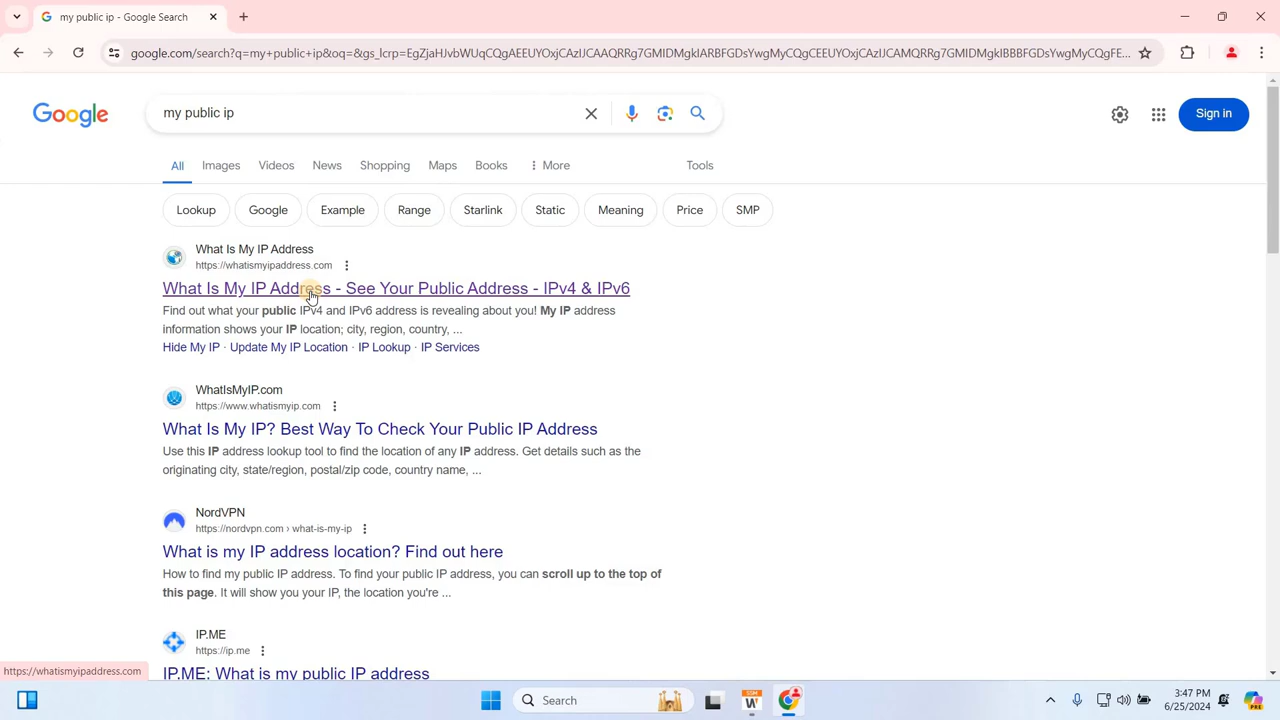 my public ip - Google Search
google.com/search?q=my+public+ip&oq=&gs_lcrp=EgZjaHJvbWUqCQgAEEUYOxjCAzIJCAAQRRg7GMIDMgkIARBFGDsYwgMyCQgCEEUYOxjCAzIJCAMQRRg7GMIDMgkIBBBFGDsYwgMyCQgFE...
Google
my public ip
Sign in
All Images Videos News Shopping Maps Books More Tools
Lookup Google Example Range Starlink Static Meaning Price SMP
What Is My IP Address
https://whatismyipaddress.com
What Is My IP Address - See Your Public Address - IPv4 & IPv6
Find out what your public IPv4 and IPv6 address is revealing about you! My IP address
information shows your IP location; city, region, country, ...
Hide My IP · Update My IP Location · IP Lookup · IP Services
WhatIsMyIP.com
https://www.whatismyip.com
What Is My IP? Best Way To Check Your Public IP Address
Use this IP address lookup tool to find the location of any IP address. Get details such as the
originating city, state/region, postal/zip code, country name, ...
NordVPN
https://nordvpn.com › what-is-my-ip
What is my IP address location? Find out here
How to find my public IP address. To find your public IP address, you can scroll up to the top of
this page. It will show you your IP, the location you're ...
IP.ME
https://ip.me
IP.ME: What is my public IP address
https://whatismyipaddress.com
Search
SDM
W
3:47 PM
6/25/2024
PRE